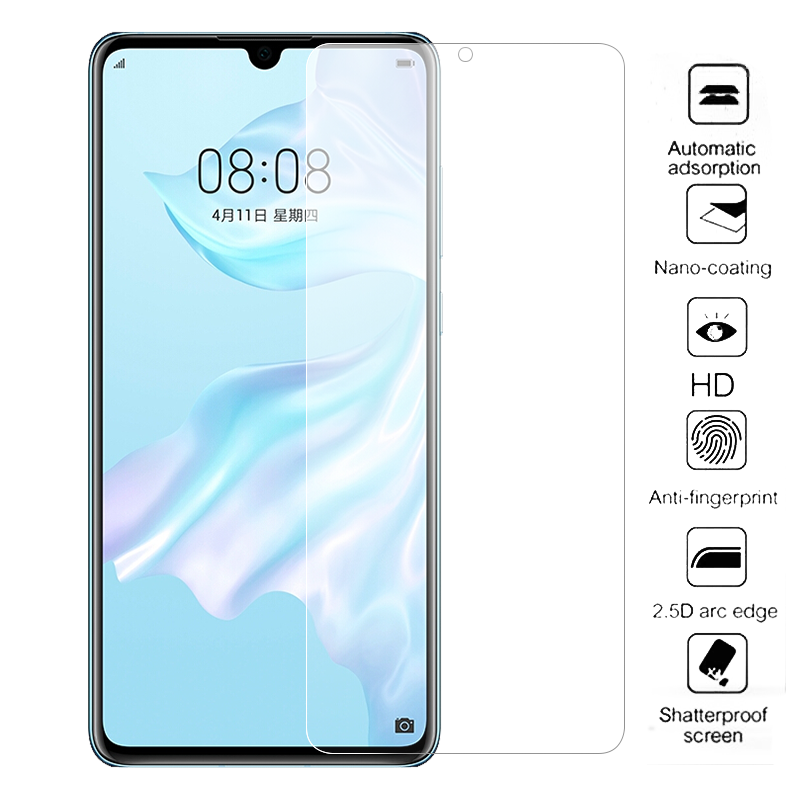 08:08
4月11日 星期四
Automatic
adsorption
Nano-coating
HD
Anti-fingerprint
2.5D arc edge
Shatterproof
screen